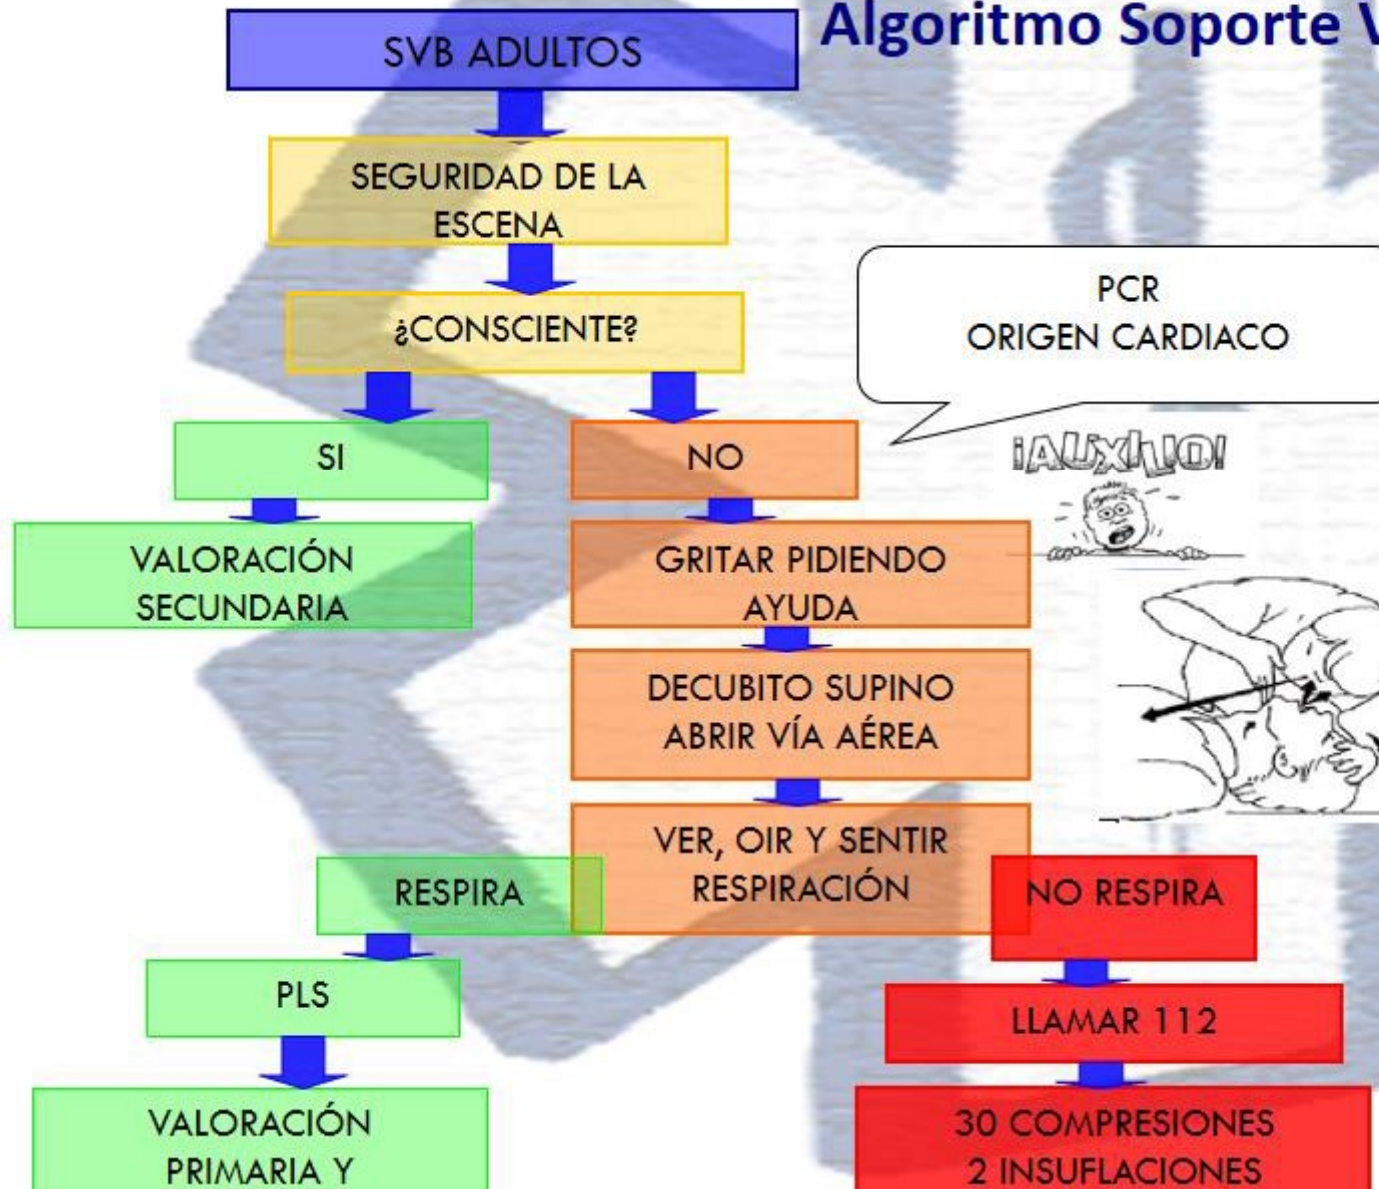 Algoritmo Soporte
SVB ADULTOS
SEGURIDAD DE LA
ESCENA
¿CONSCIENTE?
PCR
ORIGEN CARDIACO
SI
NO
¡AUXILIO!
VALORACIÓN
SECUNDARIA
GRITAR PIDIENDO
AYUDA
DECUBITO SUPINO
ABRIR VÍA AÉREA
VER, OIR Y SENTIR
RESPIRACIÓN
RESPIRA
NO RESPIRA
PLS
LLAMAR 112
VALORACIÓN
PRIMARIA Y
30 COMPRESIONES
2 INSUFLACIONES